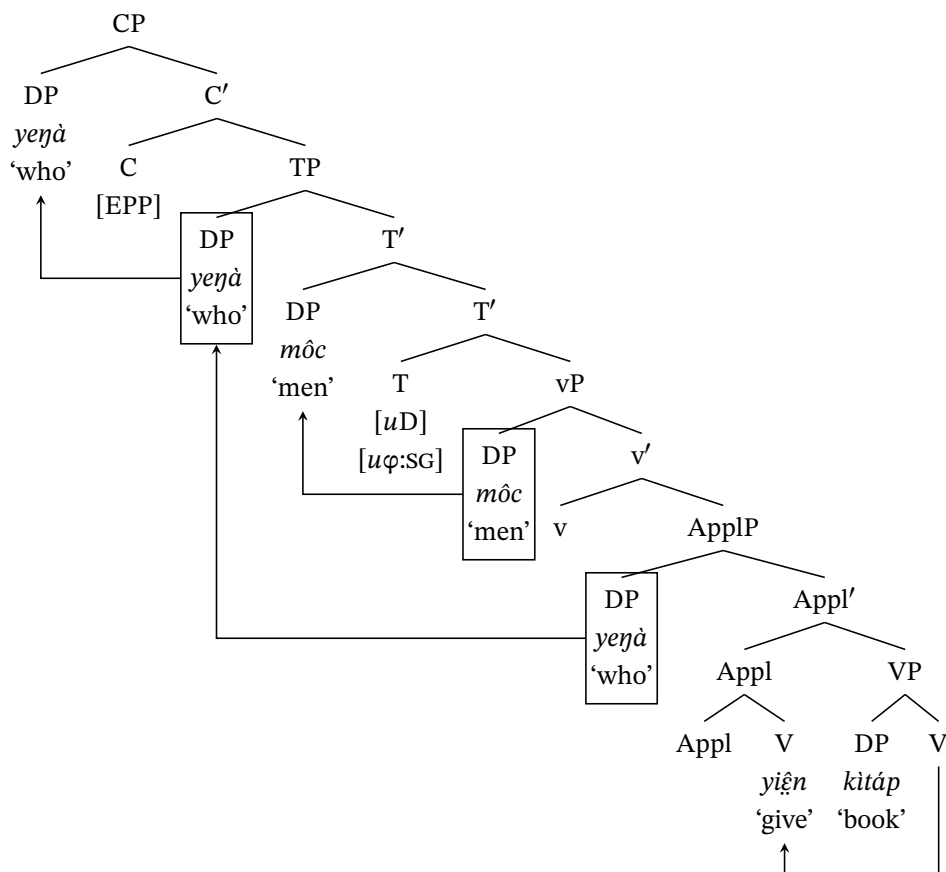 CP
DP C′
yeŋà
‘who’ C TP
[EPP]
DP T′
yeŋà
‘who’ DP T′
môc
‘men’ T vP
[uD]
[uφ:SG] DP v′
môc
‘men’ v ApplP
DP Appl′
yeŋà
‘who’ Appl VP
Appl V DP V
yiê̤n kìtáp
‘give’ ‘book’